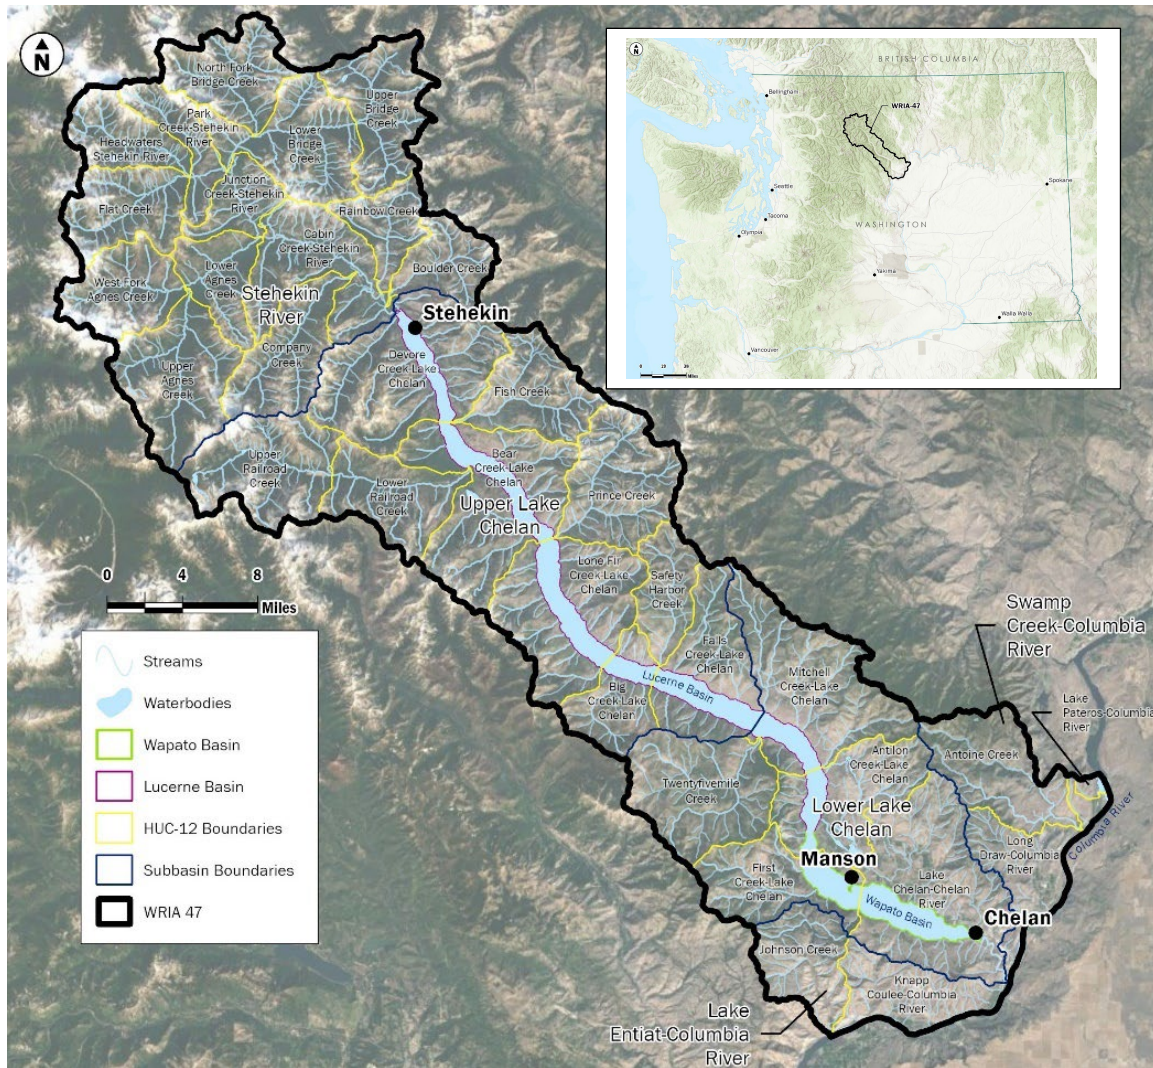 N
North Fork
Bridge Creek
Upper
Bridge
Creek
Park
Creek-Stehekin
River
Lower
Bridge
Creek
Headwaters
Stehekin River
Junction
Creek-Stehekin
River
Flat Creek
Rainbow Creek
Cabin
Creek-Stehekin
River
Boulder Creek
West Fork
Agnes Creek
Lower
Agnes
Creek
Stehekin
River
Stehekin
Company
Creek
Upper
Agnes
Creek
Devore
Creek-Lake
Chelan
Fish Creek
Upper
Railroad
Creek
Lower
Railroad
Creek
Bear
Creek-Lake
Chelan
Upper Lake
Chelan
Prince Creek
Lone Fir
Creek-Lake
Chelan
Safety
Harbor
Creek
Falls
Creek-Lake
Chelan
Mitchell
Creek-Lake
Chelan
Lucerne Basin
Big
Creek-Lake
Chelan
Twentyfivemile
Creek
Antilon
Creek-Lake
Chelan
Antoine Creek
Swamp
Creek-Columbia
River
Lake
Pateros-Columbia
River
Columbia River
Lower Lake
Chelan
Long
Draw-Columbia
River
Manson
First
Creek-Lake
Chelan
Lake
Chelan-Chelan
River
Wapato Basin
Chelan
Johnson Creek
Knapp
Coulee-Columbia
River
Lake
Entiat-Columbia
River
0 4 8
Miles
Streams
Waterbodies
Wapato Basin
Lucerne Basin
HUC-12 Boundaries
Subbasin Boundaries
WRIA 47
N
BRITISH COLUMBIA
Bellingham
WRIA-47
Seattle
Spokane
Tacoma
Olympia
WASHINGTON
Yakima
Walla Walla
Vancouver
Miles